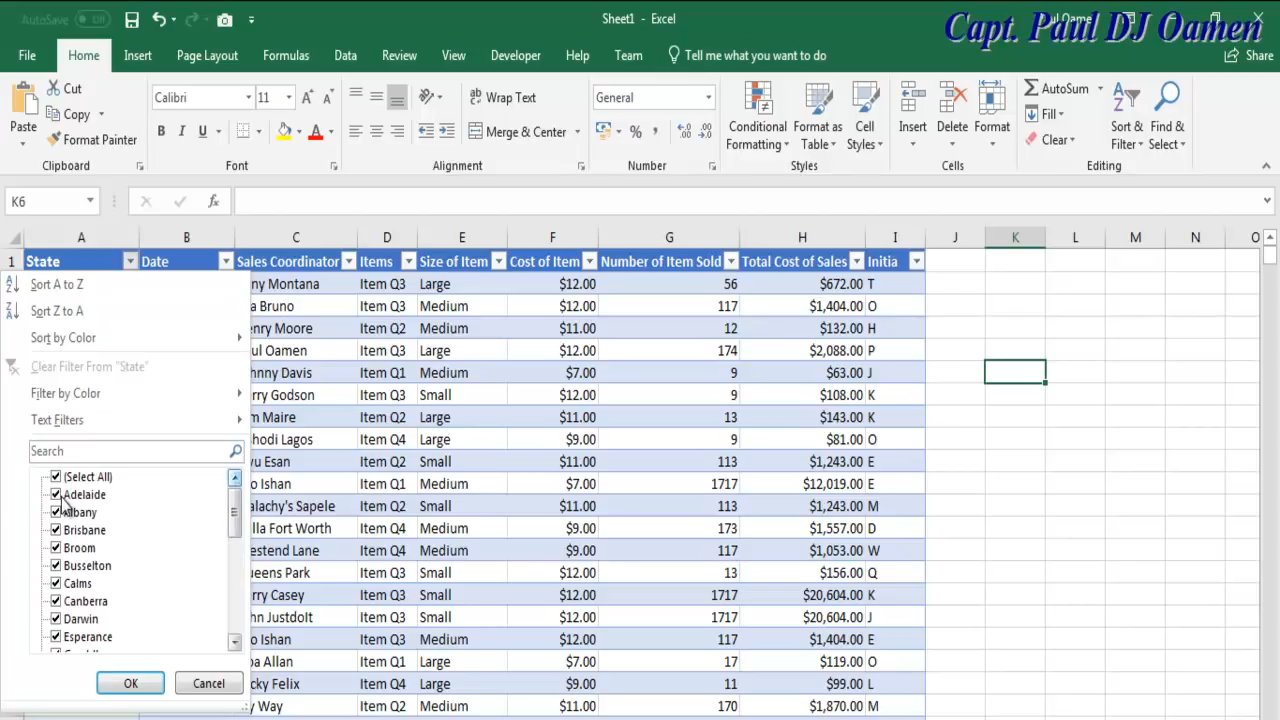 AutoSave Off Sheet1 - Excel Capt. Paul DJ Oamen
File Home Insert Page Layout Formulas Data Review View Developer Help Team Tell me what you want to do Share
Cut
Copy
Format Painter
Paste
Clipboard
Calibri 11
B I U A
Font
Wrap Text
Merge & Center
Alignment
General
$ % , .00
Number
Conditional Formatting
Format as Table
Cell Styles
Styles
Insert Delete Format
Cells
AutoSum
Fill
Clear
Sort & Filter
Find & Select
Editing
K6 fx
A B C D E F G H I J K L M N O
1 State Date Sales Coordinator Items Size of Item Cost of Item Number of Item Sold Total Cost of Sales Initia
ny Montana Item Q3 Large $12.00 56 $672.00 T
a Bruno Item Q3 Medium $12.00 117 $1,404.00 O
enry Moore Item Q2 Medium $11.00 12 $132.00 H
ul Oamen Item Q3 Large $12.00 174 $2,088.00 P
hnny Davis Item Q1 Medium $7.00 9 $63.00 J
rry Godson Item Q3 Small $12.00 9 $108.00 K
m Maire Item Q2 Large $11.00 13 $143.00 K
hodi Lagos Item Q4 Large $9.00 9 $81.00 O
vu Esan Item Q2 Small $11.00 113 $1,243.00 E
o Ishan Item Q1 Medium $7.00 1717 $12,019.00 E
alachy's Sapele Item Q2 Small $11.00 113 $1,243.00 M
lla Fort Worth Item Q4 Medium $9.00 173 $1,557.00 D
estend Lane Item Q4 Medium $9.00 117 $1,053.00 W
ueens Park Item Q3 Small $12.00 13 $156.00 Q
rry Casey Item Q3 Small $12.00 1717 $20,604.00 K
hn JustdoIt Item Q3 Small $12.00 1717 $20,604.00 J
o Ishan Item Q3 Medium $12.00 117 $1,404.00 E
ba Allan Item Q1 Large $7.00 17 $119.00 O
cky Felix Item Q4 Large $9.00 11 $99.00 L
y Way Item Q2 Medium $11.00 170 $1,870.00 M
Sort A to Z
Sort Z to A
Sort by Color
Clear Filter From "State"
Filter by Color
Text Filters
Search
(Select All)
Adelaide
Albany
Brisbane
Broom
Busselton
Calms
Canberra
Darwin
Esperance
OK Cancel